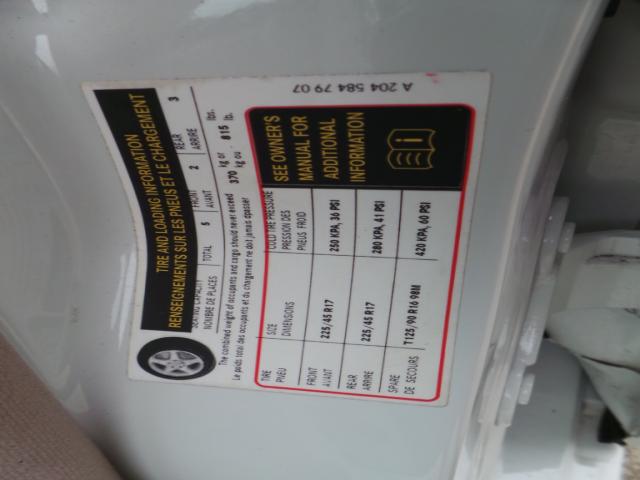 TIRE AND LOADING INFORMATION
RENSEIGNEMENTS SUR LES PNEUS ET LE CHARGEMENT
SEATING CAPACITY
NOMBRE DE PLACES
TOTAL 5
FRONT
AVANT 2
REAR
ARRIERE 3
The combined weight of occupants and cargo should never exceed 370 kg or 815 lbs.
Le poids total des occupants et du chargement ne doit jamais dépasser kg ou lb.
TIRE SIZE COLD TIRE PRESSURE
PNEU DIMENSIONS PRESSION DES PNEUS FROID
FRONT
AVANT 225/45 R17 250 KPA, 36 PSI
REAR
ARRIERE 225/45 R17 280 KPA, 41 PSI
SPARE
DE SECOURS T125/90 R16 98M 420 KPA, 60 PSI
SEE OWNER'S
MANUAL FOR
ADDITIONAL
INFORMATION
i
A 204 584 79 07